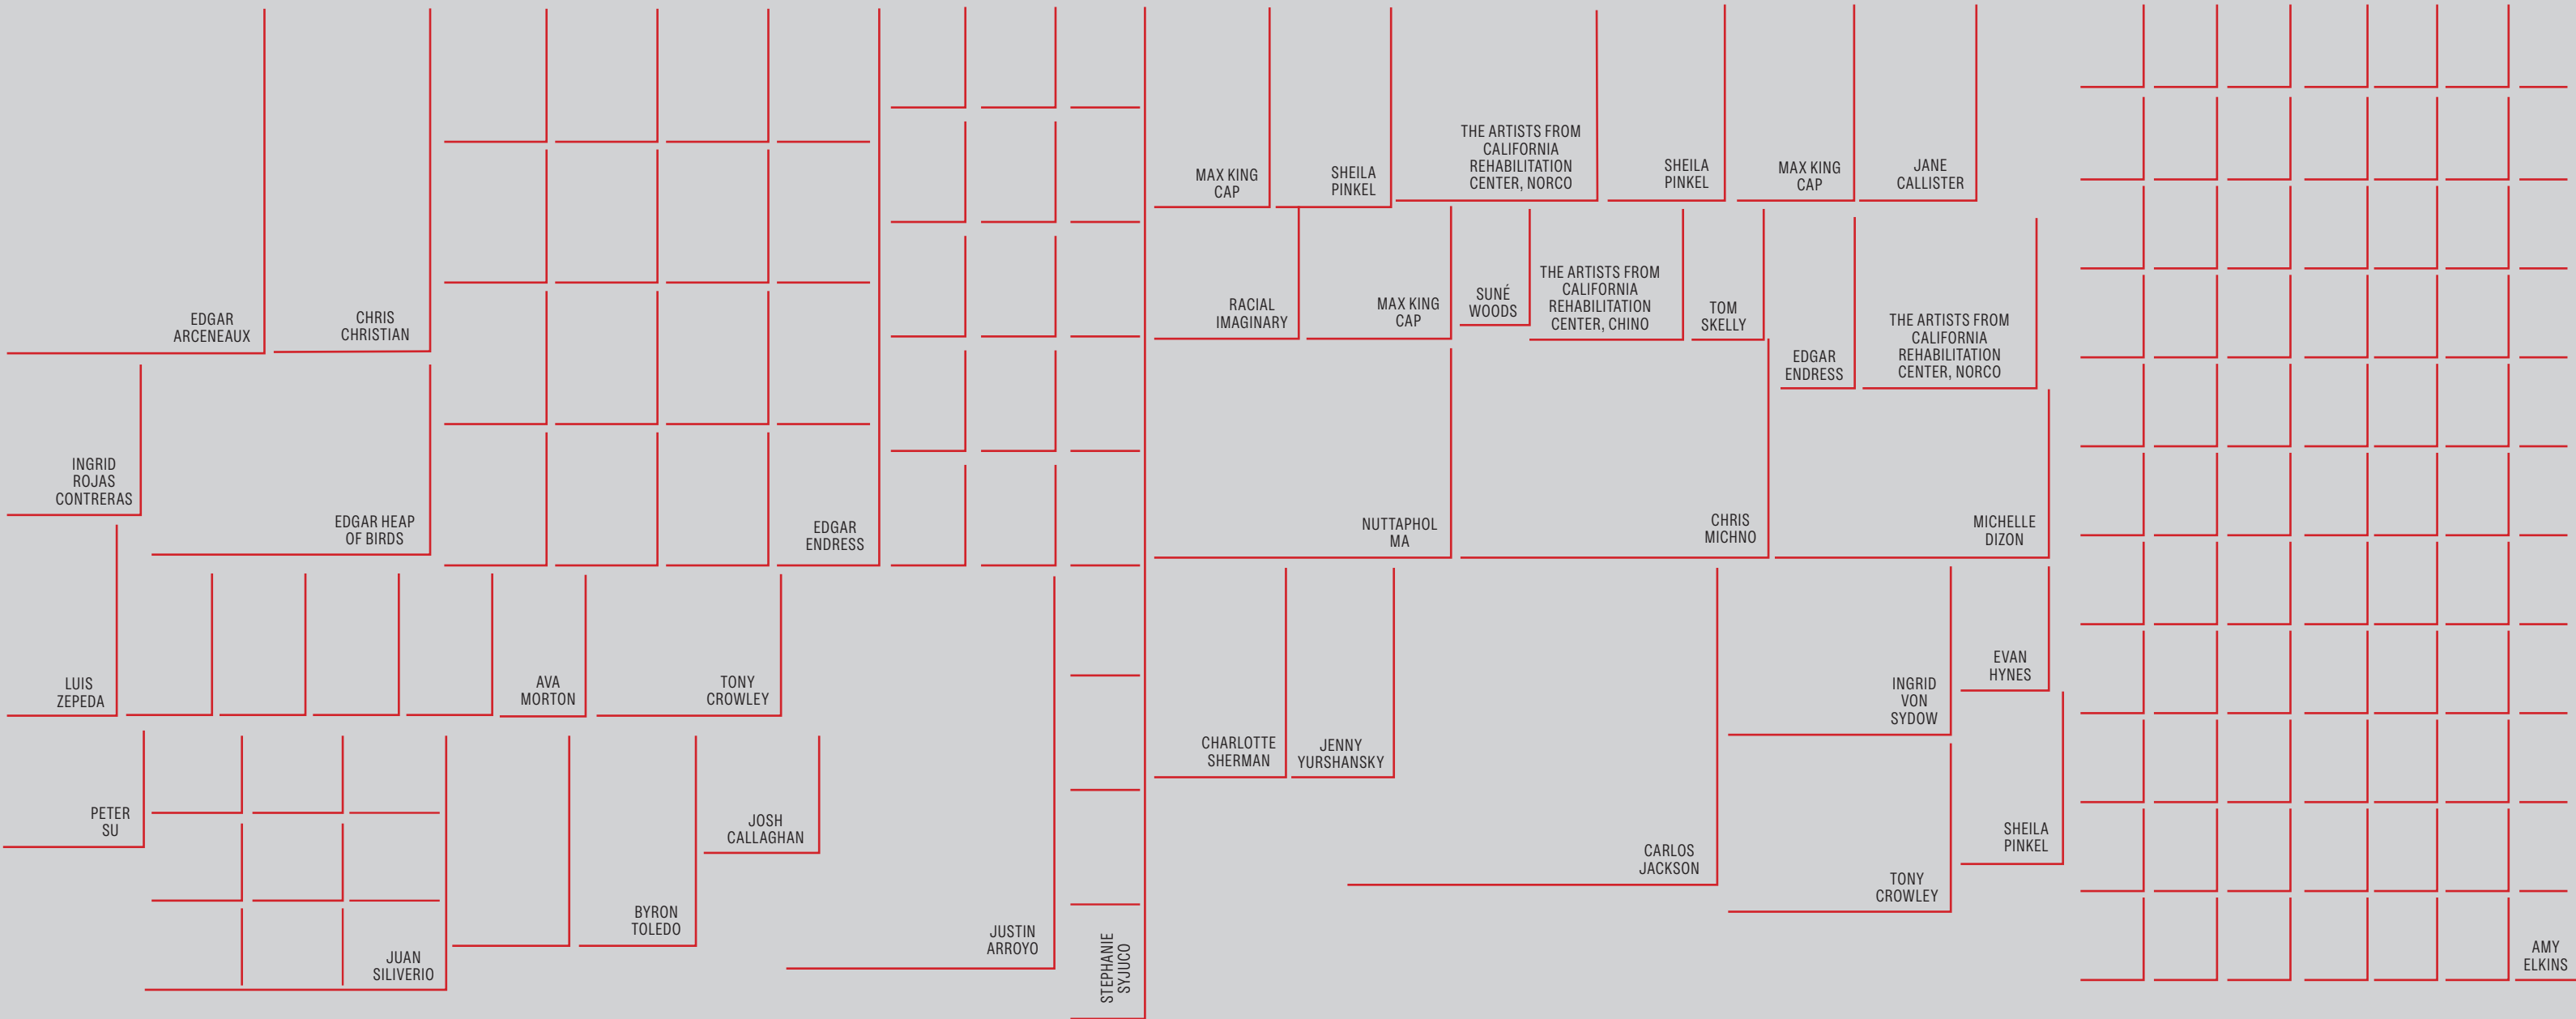 MAX KING
CAP
SHEILA
PINKEL
THE ARTISTS FROM
CALIFORNIA
REHABILITATION
CENTER, NORCO
SHEILA
PINKEL
MAX KING
CAP
JANE
CALLISTER
EDGAR
ARCENEAUX
CHRIS
CHRISTIAN
RACIAL
IMAGINARY
MAX KING
CAP
SUNÉ
WOODS
THE ARTISTS FROM
CALIFORNIA
REHABILITATION
CENTER, CHINO
TOM
SKELLY
EDGAR
ENDRESS
THE ARTISTS FROM
CALIFORNIA
REHABILITATION
CENTER, NORCO
INGRID
ROJAS
CONTRERAS
EDGAR HEAP
OF BIRDS
EDGAR
ENDRESS
NUTTAPHOL
MA
CHRIS
MICHNO
MICHELLE
DIZON
LUIS
ZEPEDA
AVA
MORTON
TONY
CROWLEY
CHARLOTTE
SHERMAN
JENNY
YURSHANSKY
INGRID
VON
SYDOW
EVAN
HYNES
PETER
SU
JOSH
CALLAGHAN
CARLOS
JACKSON
SHEILA
PINKEL
TONY
CROWLEY
JUAN
SILIVERIO
BYRON
TOLEDO
JUSTIN
ARROYO
STEPHANIE
SYJUCO
AMY
ELKINS